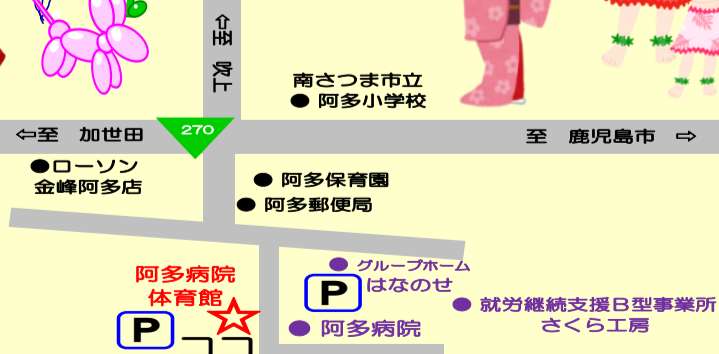 ⇦至 吹上
南さつま市立
● 阿多小学校
⇦至 加世田
270
至 鹿児島市 ⇨
●ローソン
金峰阿多店
● 阿多保育園
● 阿多郵便局
阿多病院
体育館
● グループホーム
はなのせ
P
P
● 阿多病院
● 就労継続支援B型事業所
さくら工房